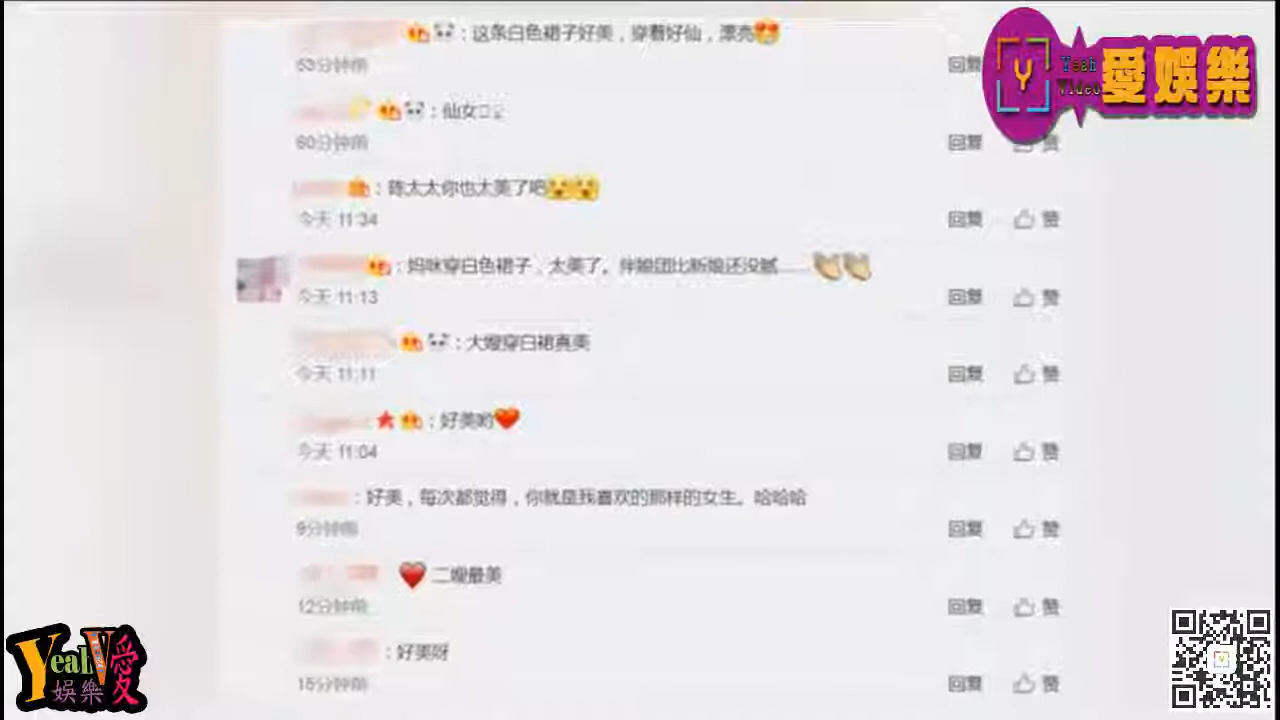 ：这条白色裙子好美，穿着好仙，漂亮
53分钟前
回复
Yeah Video 愛娛樂
：仙女
60分钟前
回复 赞
：陈太太你也太美了吧
今天 11:34
回复 赞
：妈咪穿白色裙子，太美了。伴娘团比新娘还没憾......
今天 11:13
回复 赞
：大嫂穿白裙真美
今天 11:11
回复 赞
：好美哟
今天 11:04
回复 赞
：好美，每次都觉得，你就是我喜欢的那样的女生。哈哈哈
9分钟前
回复 赞
二嫂最美
12分钟前
回复 赞
：好美呀
15分钟前
回复 赞
YeahV愛
娛樂